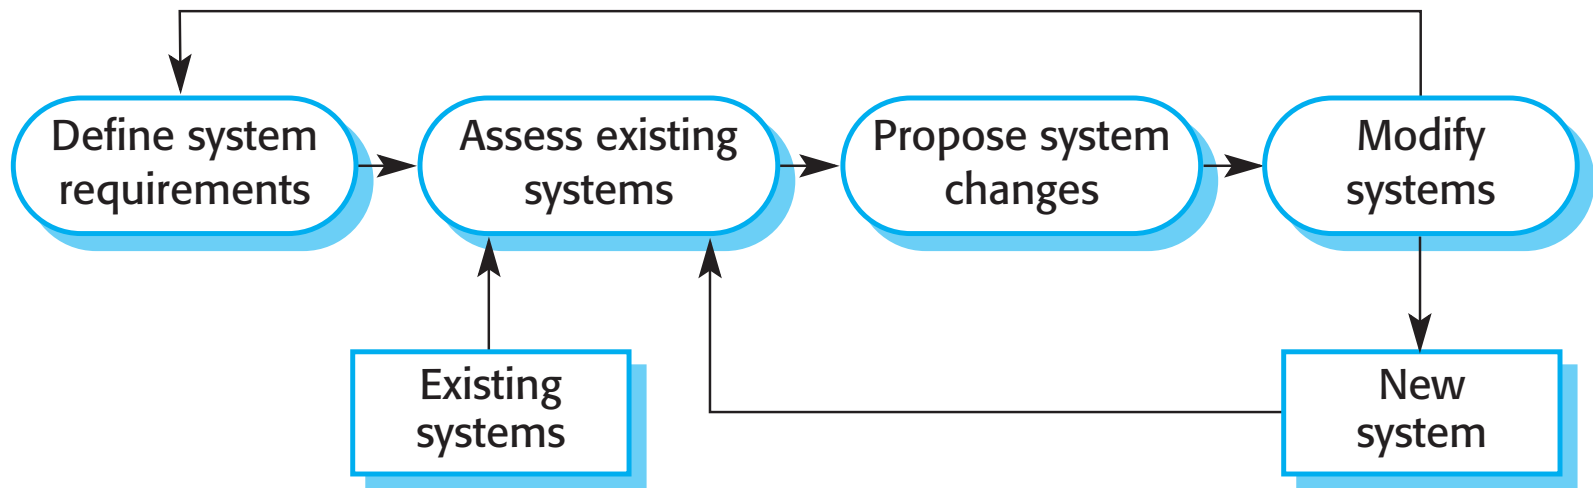 Define system
requirements
Assess existing
systems
Propose system
changes
Modify
systems
Existing
systems
New
system